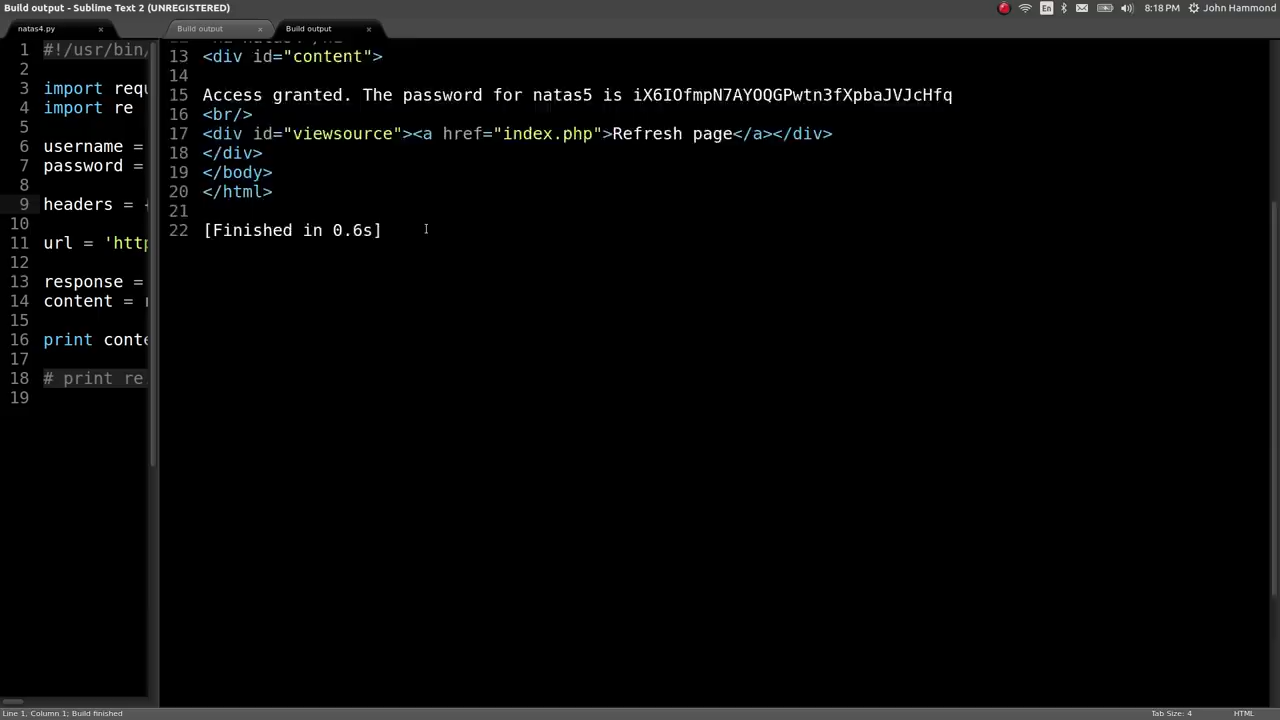 Build output - Sublime Text 2 (UNREGISTERED)
En
8:18 PM
John Hammond
natas4.py
Build output
Build output
1 #!/usr/bin/
2
3 import requ
4 import re
5
6 username =
7 password =
8
9 headers = {
10
11 url = 'http
12
13 response =
14 content = r
15
16 print conte
17
18 # print re
19
13 <div id="content">
14
15 Access granted. The password for natas5 is iX6IOfmpN7AYOQGPwtn3fXpbaJVJcHfq
16 <br/>
17 <div id="viewsource"><a href="index.php">Refresh page</a></div>
18 </div>
19 </body>
20 </html>
21
22 [Finished in 0.6s]
Line 1, Column 1; Build finished
Tab Size: 4
HTML